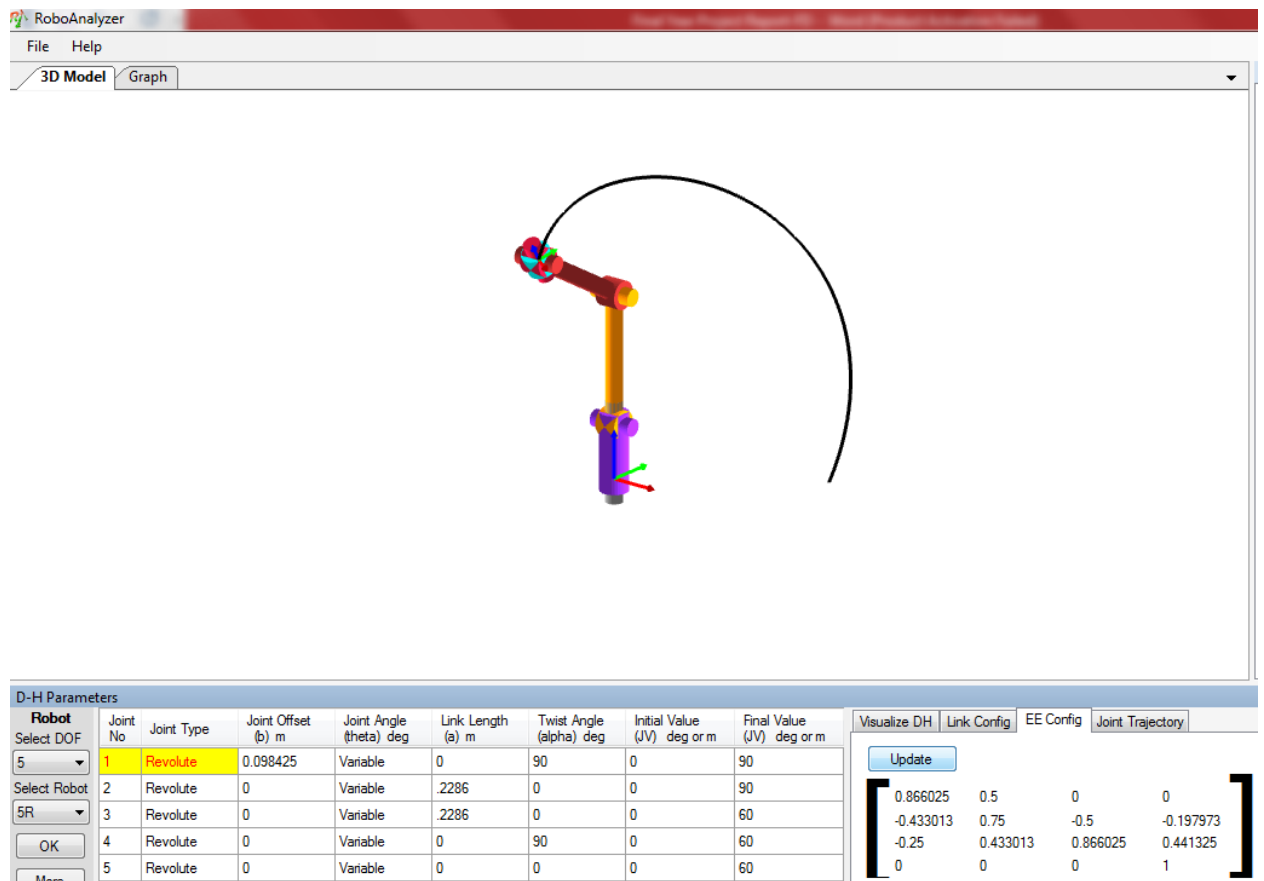 RoboAnalyzer
File Help
3D Model Graph
D-H Parameters
Robot
Select DOF
5
Select Robot
5R
OK
Joint No Joint Type Joint Offset (b) m Joint Angle (theta) deg Link Length (a) m Twist Angle (alpha) deg Initial Value (JV) deg or m Final Value (JV) deg or m
1 Revolute 0.098425 Variable 0 90 0 90
2 Revolute 0 Variable .2286 0 0 90
3 Revolute 0 Variable .2286 0 0 60
4 Revolute 0 Variable 0 90 0 60
5 Revolute 0 Variable 0 0 0 60
Visualize DH Link Config EE Config Joint Trajectory
Update
0.866025 0.5 0 0
-0.433013 0.75 -0.5 -0.197973
-0.25 0.433013 0.866025 0.441325
0 0 0 1